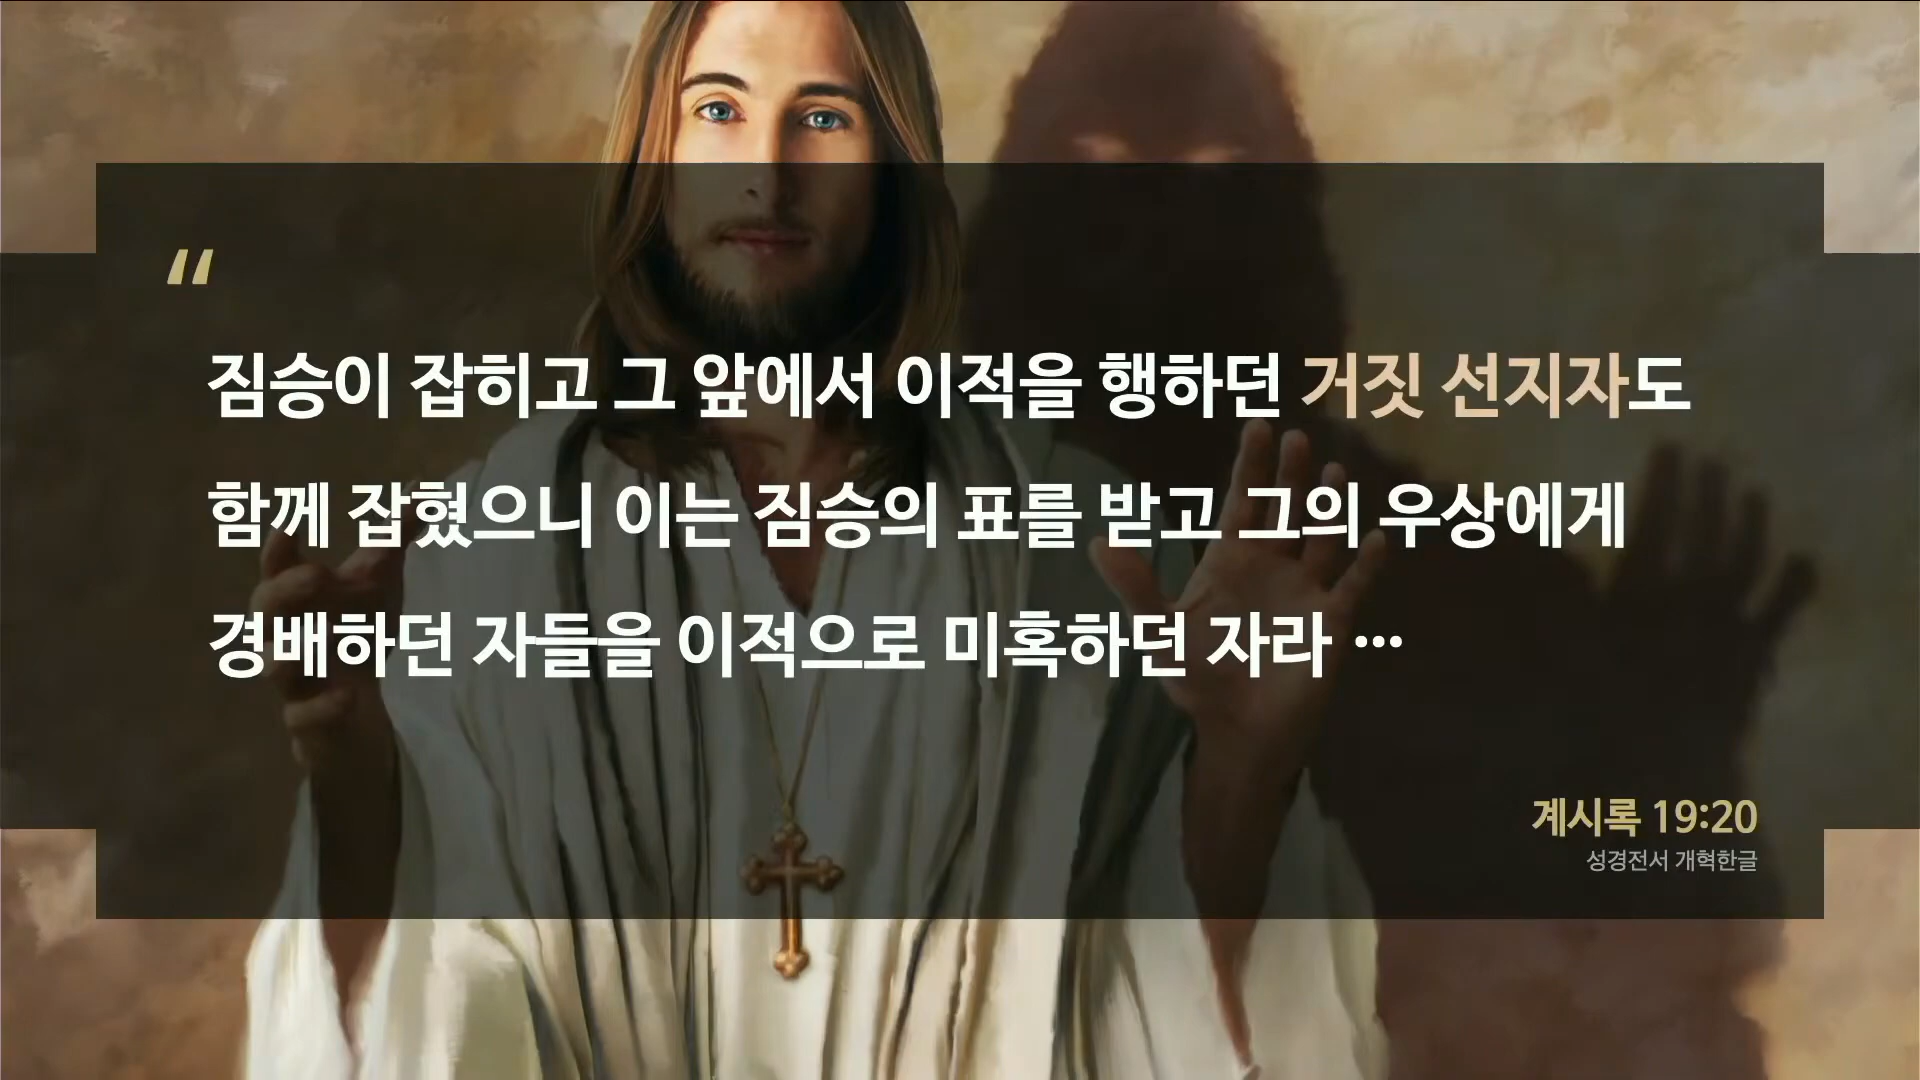 “
짐승이 잡히고 그 앞에서 이적을 행하던 거짓 선지자도
함께 잡혔으니 이는 짐승의 표를 받고 그의 우상에게
경배하던 자들을 이적으로 미혹하던 자라 …
계시록 19:20
성경전서 개혁한글